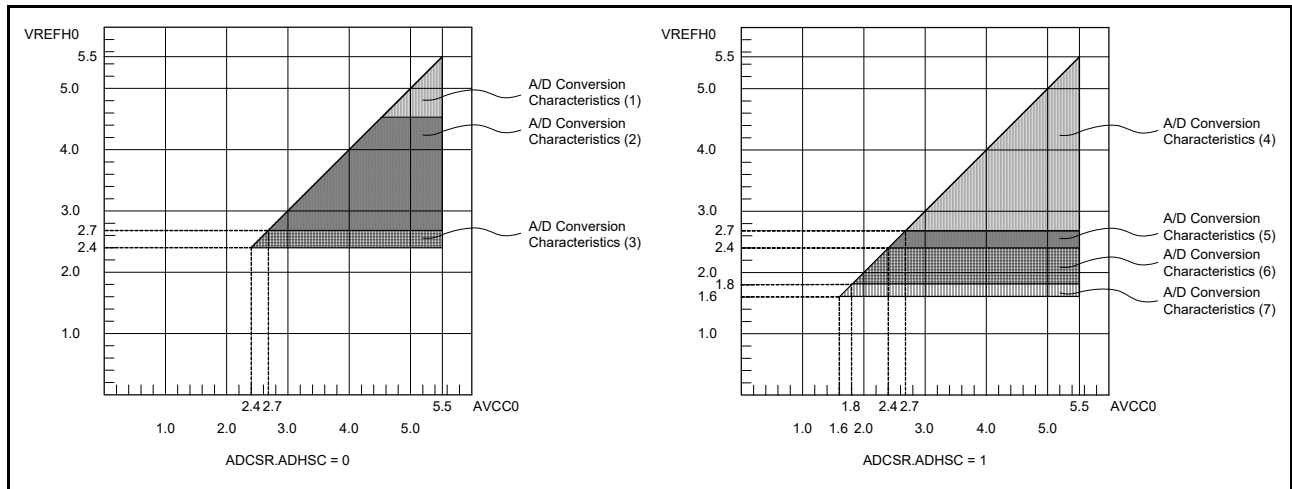 VREFH0
5.5
5.0
4.0
3.0
2.7
2.4
2.0
1.0
A/D Conversion
Characteristics (1)
A/D Conversion
Characteristics (2)
A/D Conversion
Characteristics (3)
2.4 2.7
5.5
AVCC0
1.0
2.0
3.0
4.0
5.0
ADCSR.ADHSC = 0
VREFH0
5.5
5.0
4.0
3.0
2.7
2.4
2.0
1.8
1.6
1.0
A/D Conversion
Characteristics (4)
A/D Conversion
Characteristics (5)
A/D Conversion
Characteristics (6)
A/D Conversion
Characteristics (7)
1.8
2.4 2.7
5.5
AVCC0
1.0
1.6
2.0
3.0
4.0
5.0
ADCSR.ADHSC = 1